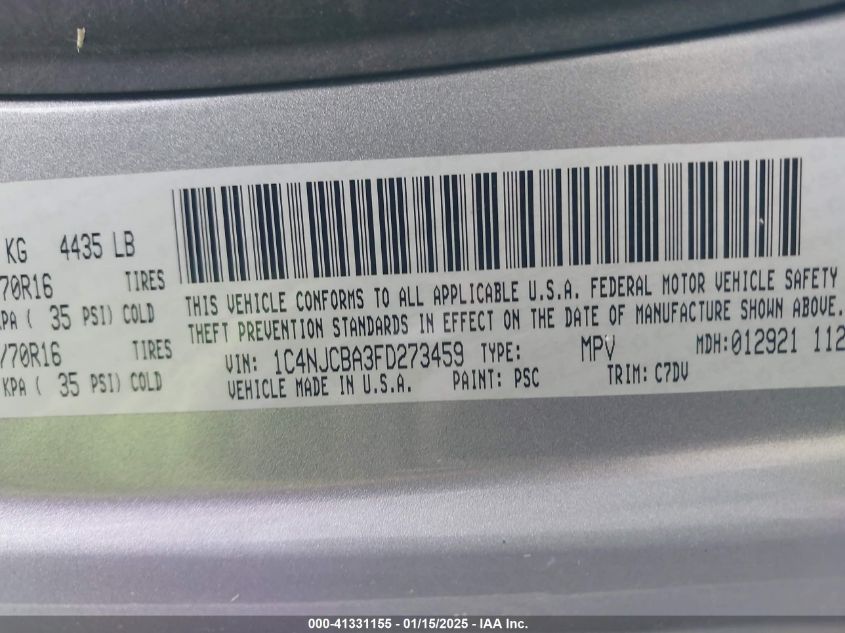 KG 4435 LB
70R16 TIRES
KPA ( 35 PSI) COLD
/70R16 TIRES
KPA ( 35 PSI) COLD
THIS VEHICLE CONFORMS TO ALL APPLICABLE U.S.A. FEDERAL MOTOR VEHICLE SAFETY
THEFT PREVENTION STANDARDS IN EFFECT ON THE DATE OF MANUFACTURE SHOWN ABOVE.
VIN: 1C4NJCBA3FD273459 TYPE: MPV MDH:012921 112
VEHICLE MADE IN U.S.A. PAINT: PSC TRIM: C7DV
000-41331155 - 01/15/2025 - IAA Inc.